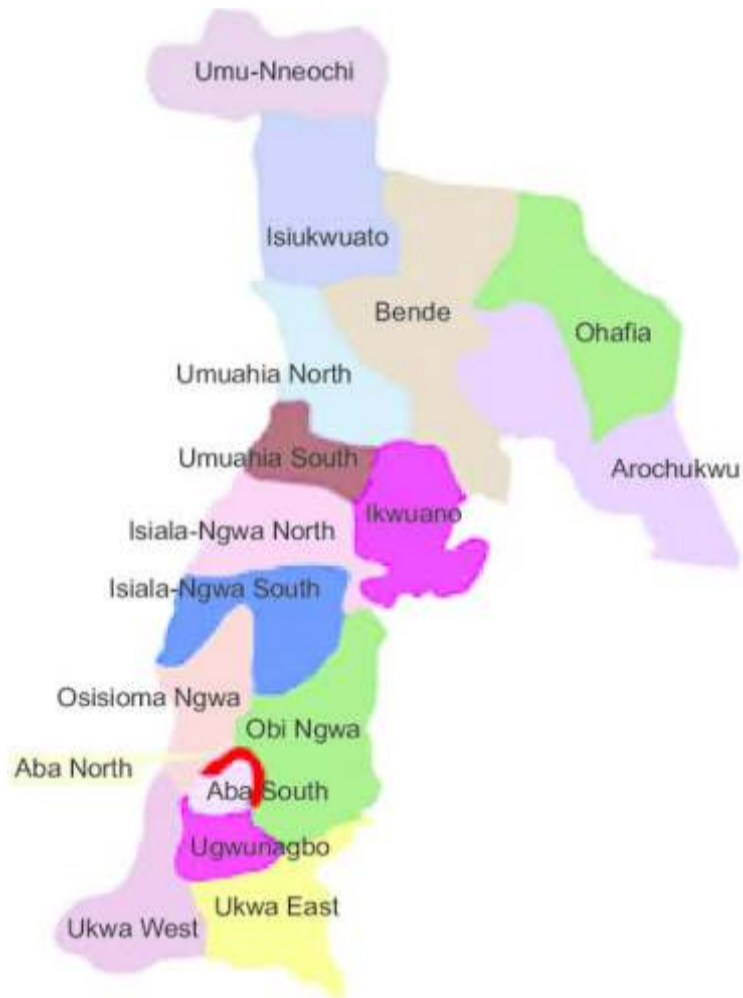 Umu-Nneochi
Isiukwuato
Bende
Ohafia
Umuahia North
Umuahia South
Arochukwu
Ikwuano
Isiala-Ngwa North
Isiala-Ngwa South
Osisioma Ngwa
Obi Ngwa
Aba North
Aba South
Ugwunagbo
Ukwa East
Ukwa West